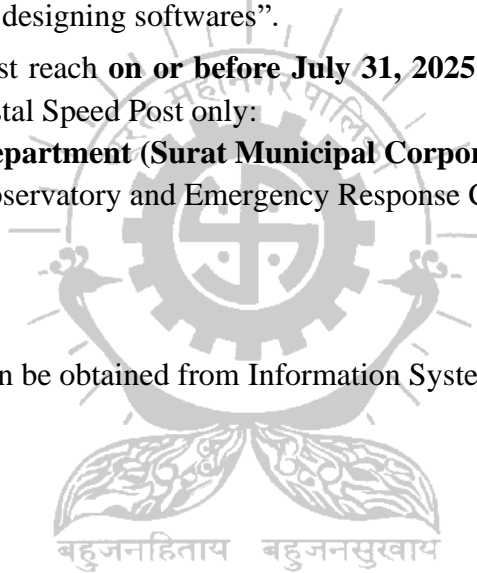 designing softwares”.
st reach on or before July 31, 2025
stal Speed Post only:
epartment (Surat Municipal Corpor
bservatory and Emergency Response C
n be obtained from Information Syste
बहुजनहिताय बहुजनसुखाय